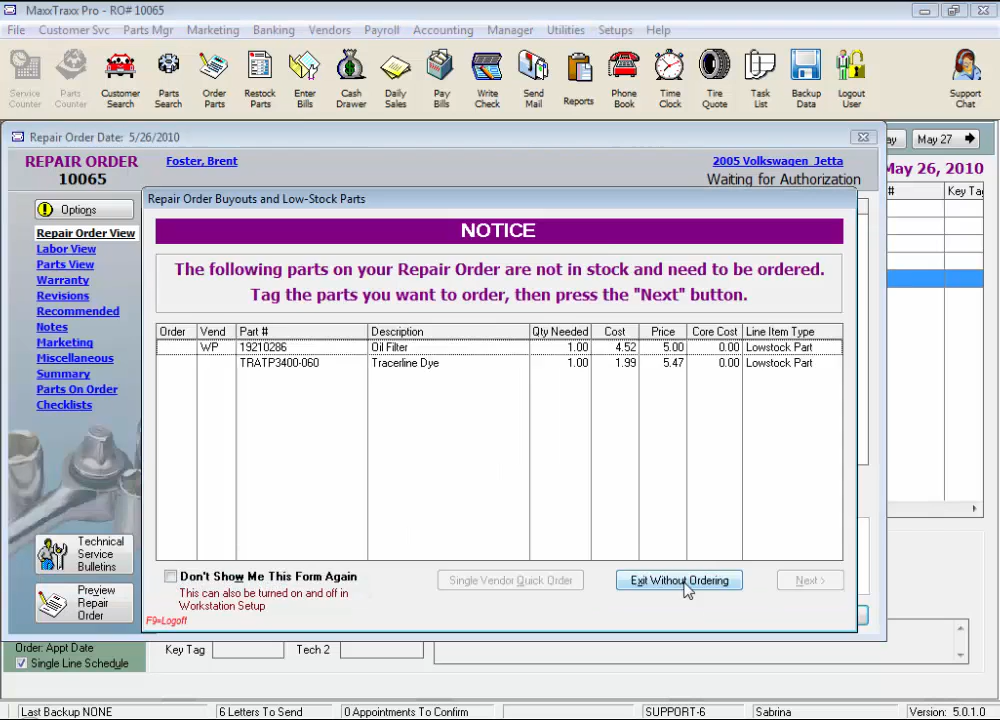 MaxxTraxx Pro - RO# 10065
File Customer Svc Parts Mgr Marketing Banking Vendors Payroll Accounting Manager Utilities Setups Help
Service Counter
Parts Counter
Customer Search
Parts Search
Order Parts
Restock Parts
Enter Bills
Cash Drawer
Daily Sales
Pay Bills
Write Check
Send Mail
Reports
Phone Book
Time Clock
Tire Quote
Task List
Backup Data
Logout User
Support Chat
Repair Order Date: 5/26/2010
ay
May 27
REPAIR ORDER
10065
Foster, Brent
2005 Volkswagen Jetta
Waiting for Authorization
May 26, 2010
#
Key Tag
Options
Repair Order View
Labor View
Parts View
Warranty
Revisions
Recommended
Notes
Marketing
Miscellaneous
Summary
Parts On Order
Checklists
Technical Service Bulletins
Preview Repair Order
Repair Order Buyouts and Low-Stock Parts
NOTICE
The following parts on your Repair Order are not in stock and need to be ordered.
Tag the parts you want to order, then press the "Next" button.
Order Vend Part # Description Qty Needed Cost Price Core Cost Line Item Type
WP 19210286 Oil Filter 1.00 4.52 5.00 0.00 Lowstock Part
TRATP3400-060 Tracerline Dye 1.00 1.99 5.47 0.00 Lowstock Part
Don't Show Me This Form Again
This can also be turned on and off in
Workstation Setup
Single Vendor Quick Order
Exit Without Ordering
Next >
F9=Logoff
Order: Appt Date
Single Line Schedule
Key Tag
Tech 2
Last Backup NONE
6 Letters To Send
0 Appointments To Confirm
SUPPORT-6
Sabrina
Version: 5.0.1.0